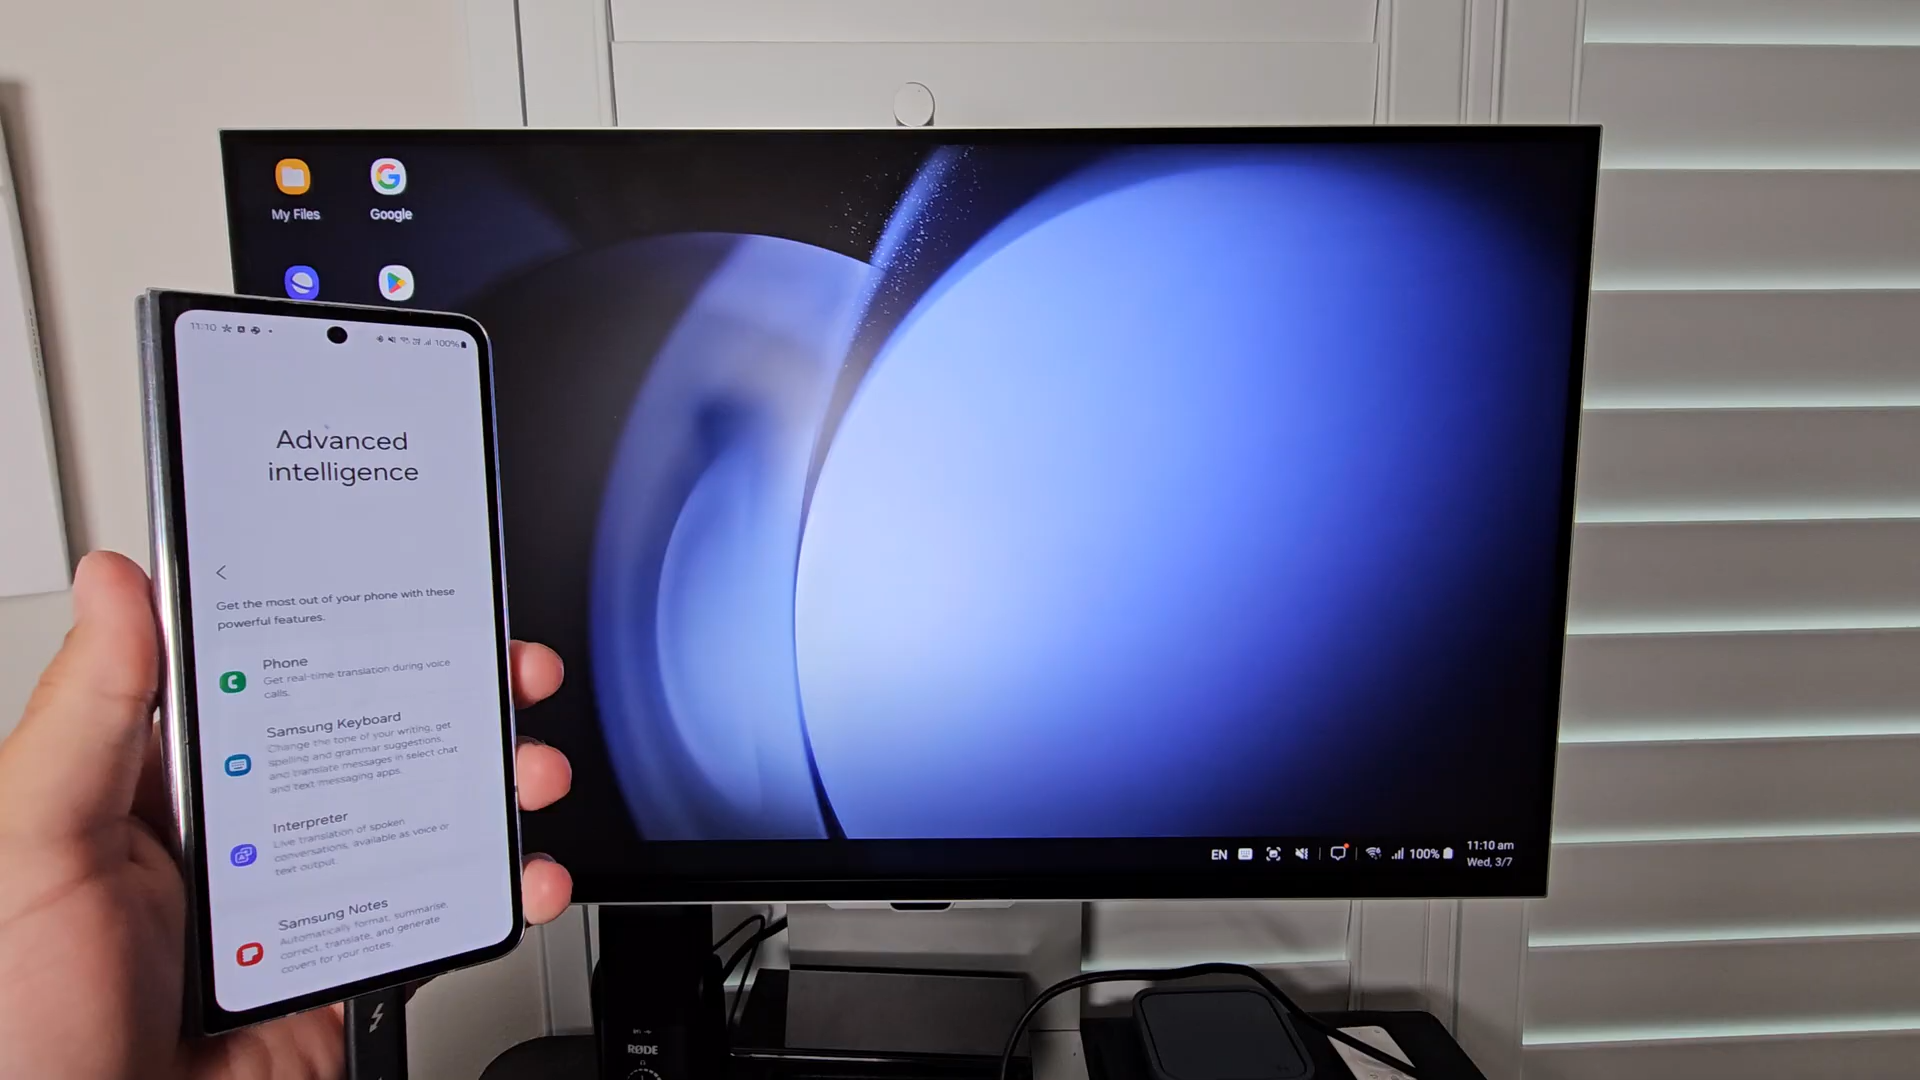 My Files
Google
11:10
100%
Advanced
intelligence
Get the most out of your phone with these
powerful features.
Phone
Get real-time translation during voice
calls.
Samsung Keyboard
Change the tone of your writing, get
spelling and grammar suggestions,
and translate messages in select chat
and text messaging apps.
Interpreter
Live translation of spoken
conversations, available as voice or
text output.
Samsung Notes
Automatically format, summarise,
correct, translate, and generate
covers for your notes.
EN
100%
11:10 am
Wed, 3/7
RØDE